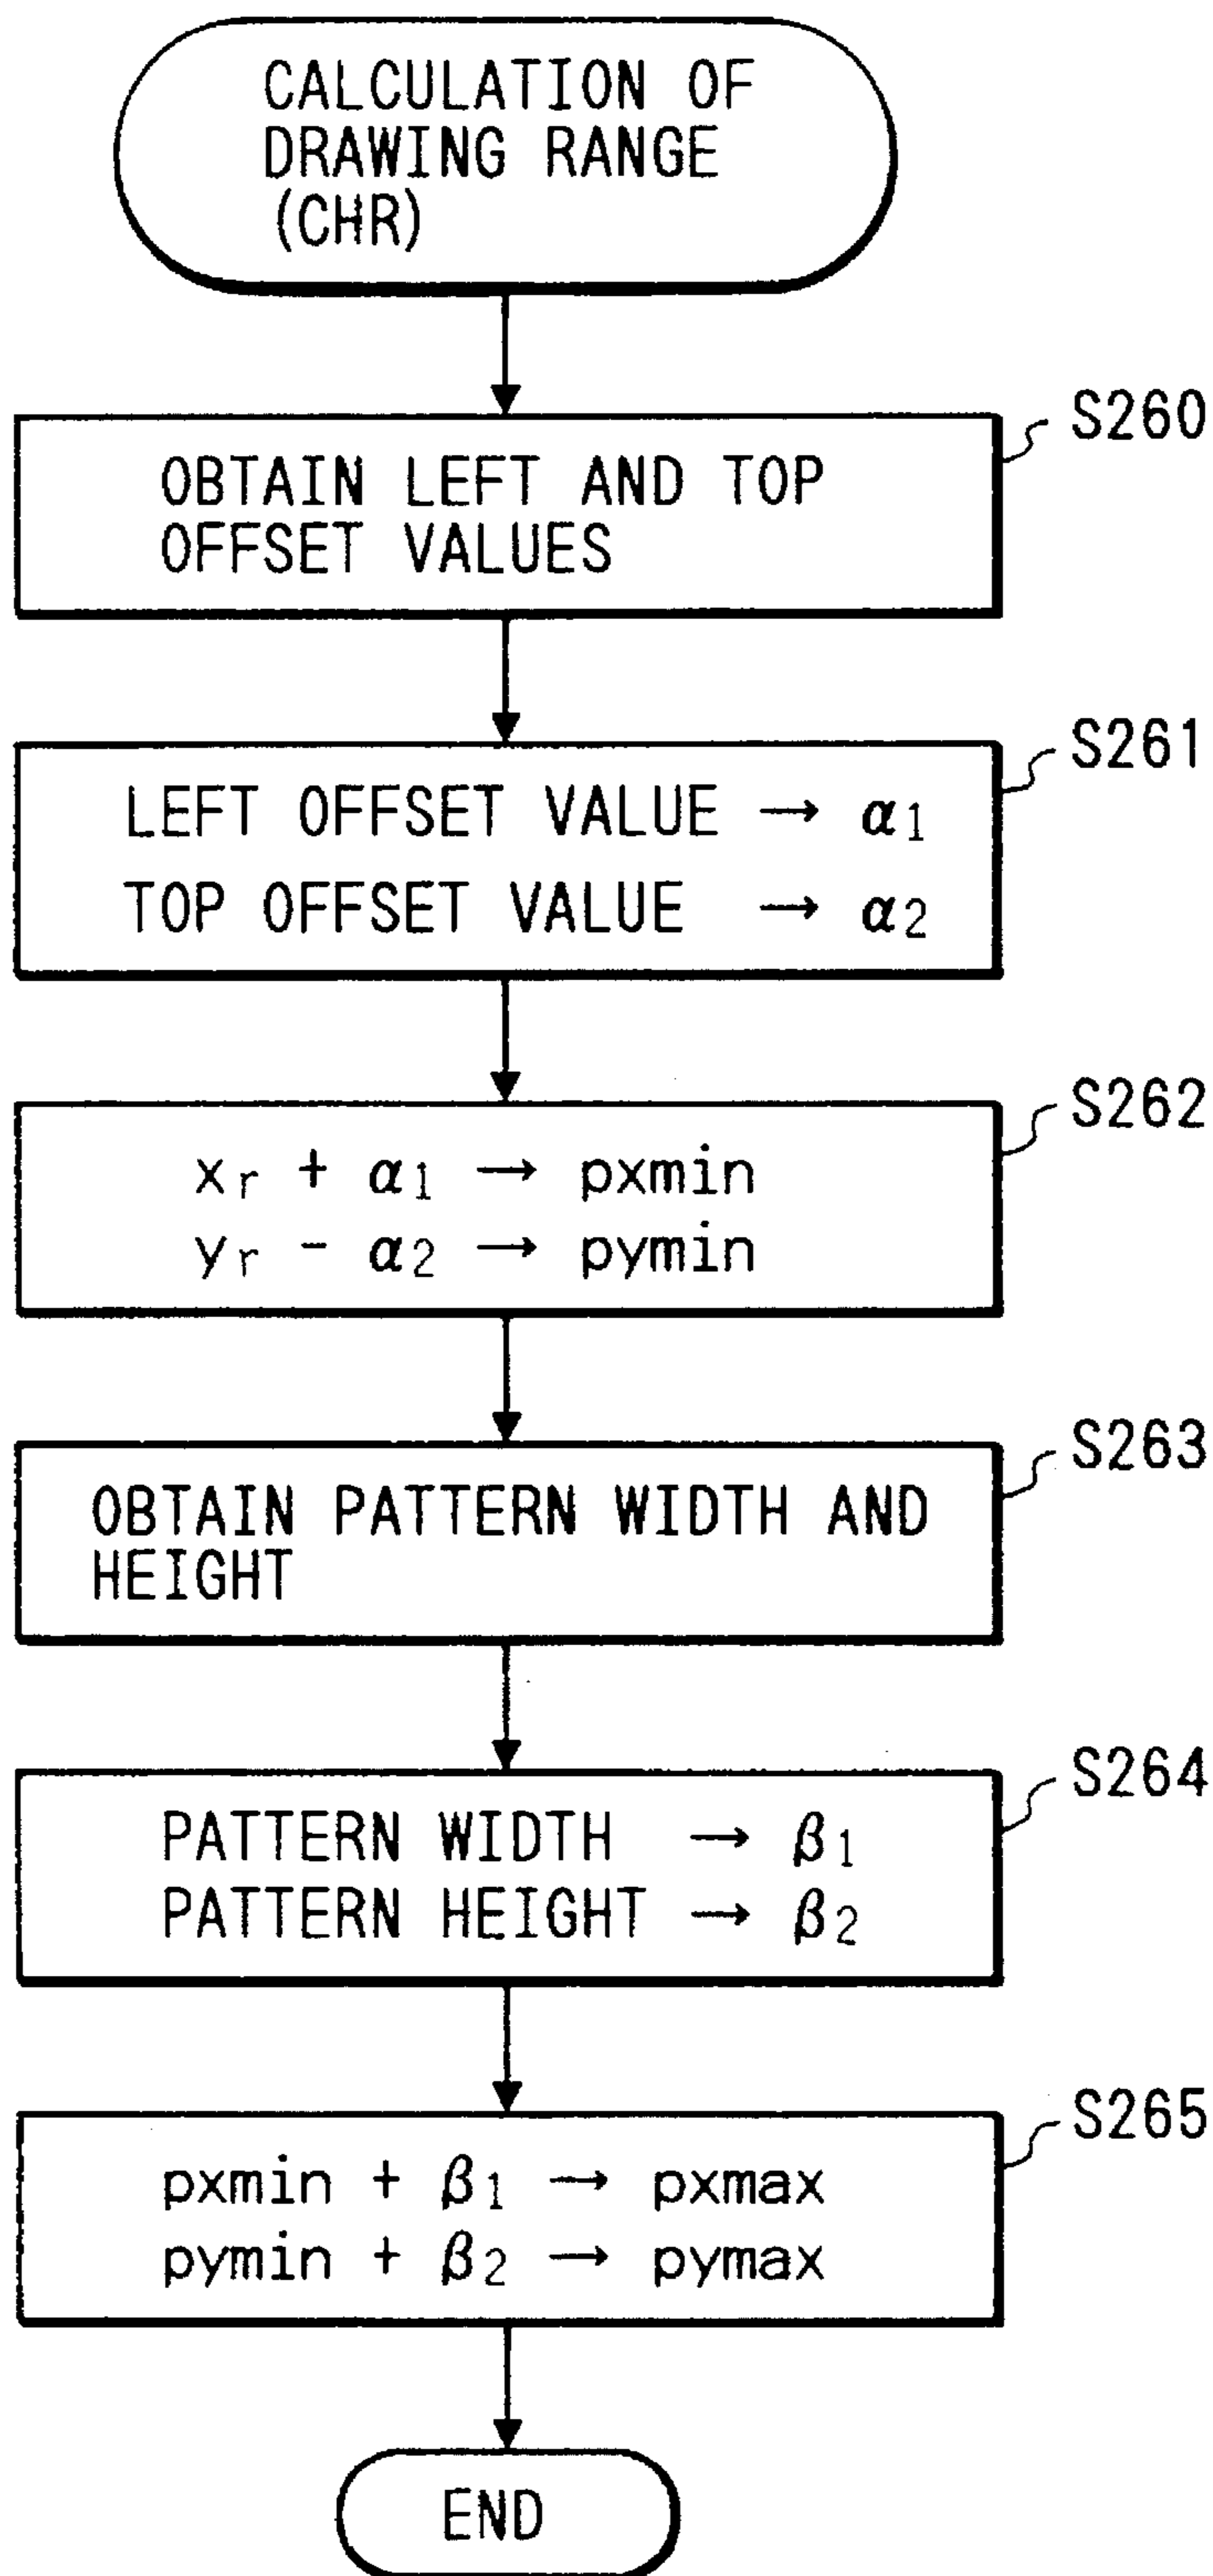 CALCULATION OF
DRAWING RANGE
(CHR)
S260
OBTAIN LEFT AND TOP
OFFSET VALUES
S261
LEFT OFFSET VALUE → α1
TOP OFFSET VALUE → α2
S262
xr + α1 → pxmin
yr - α2 → pymin
S263
OBTAIN PATTERN WIDTH AND
HEIGHT
S264
PATTERN WIDTH → β1
PATTERN HEIGHT → β2
S265
pxmin + β1 → pxmax
pymin + β2 → pymax
END